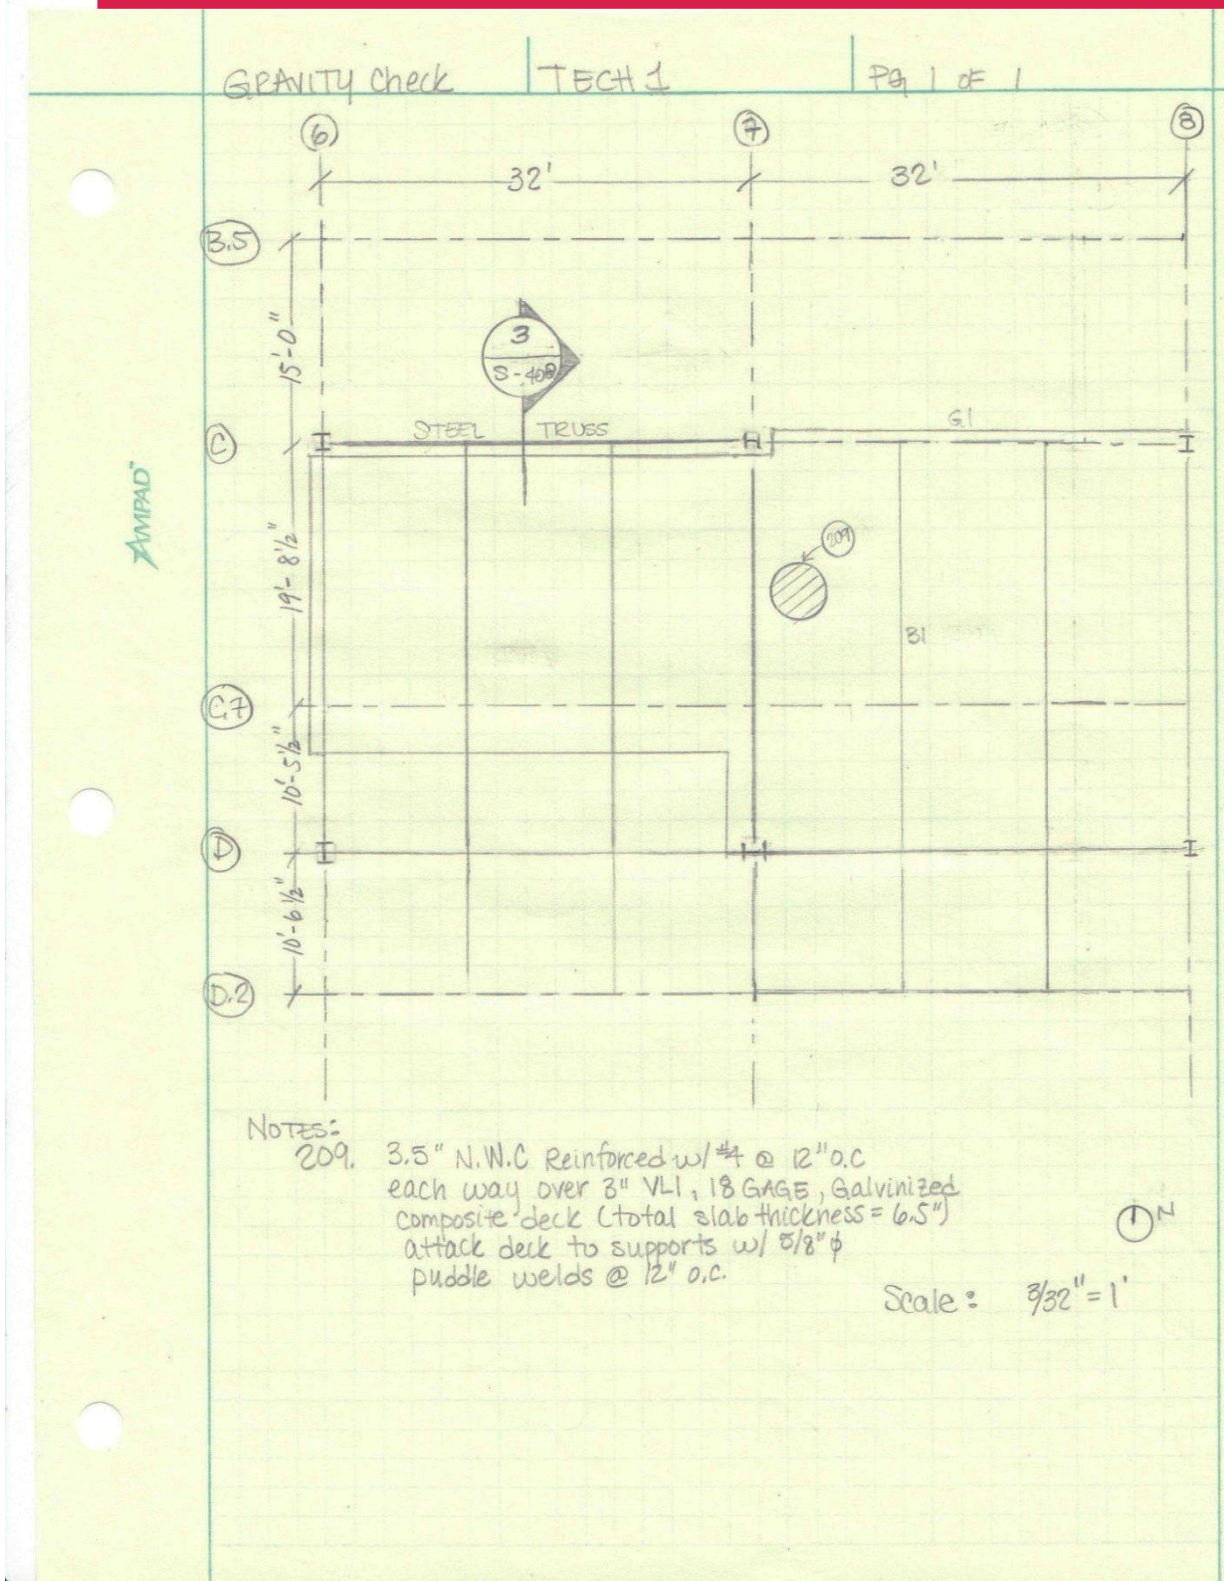 GRAVITY Check
TECH 1
PG 1 OF 1
6
7
8
32'
32'
B.5
15'-0"
3
S-408
C
STEEL TRUSS
G1
AMPAD™
19'-8½"
209
B1
C.7
10'-5½"
D
10'-6½"
D.2
NOTES:
209. 3.5" N.W.C Reinforced w/ #4 @ 12" O.C
each way over 3" VLI, 18 GAGE, Galvinized
composite deck (total slab thickness = 6.5")
attack deck to supports w/ 5/8" ϕ
puddle welds @ 12" O.C.
N
Scale: 3/32" = 1'